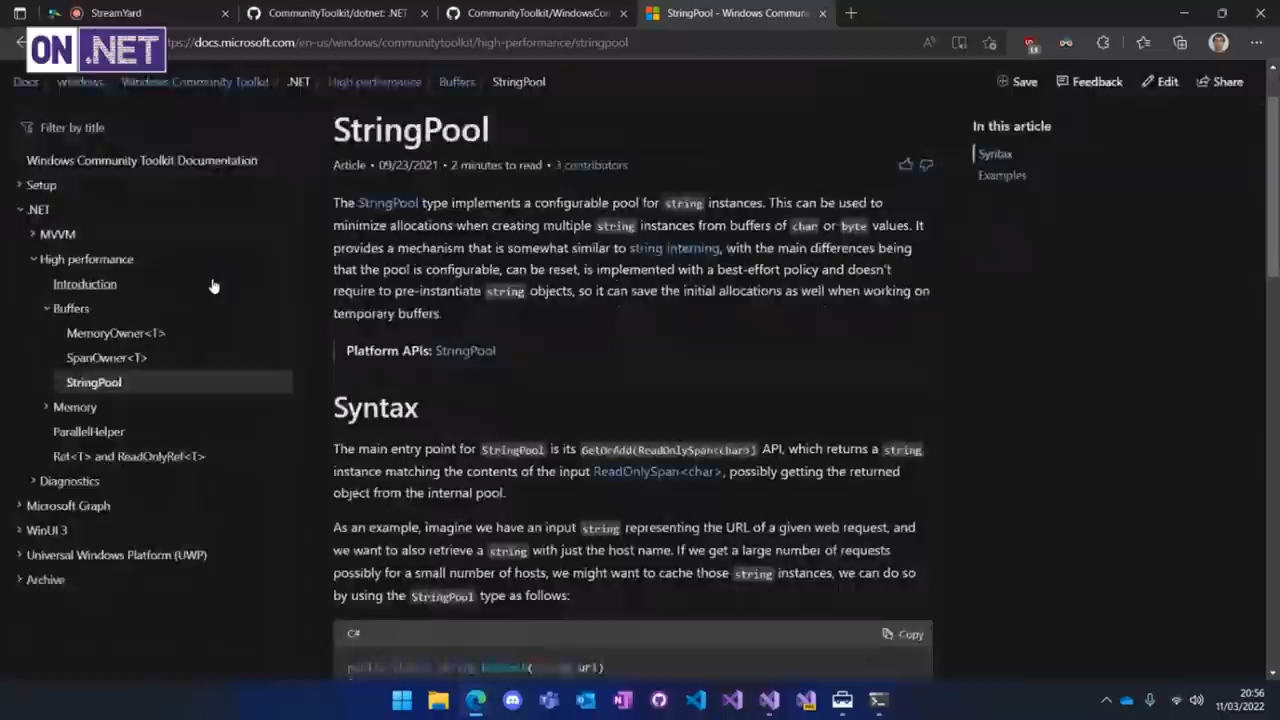 StreamYard
CommunityToolkit/dotnet: .NET
CommunityToolkit/WindowsCom
StringPool - Windows Commun
ON .NET
https://docs.microsoft.com/en-us/windows/communitytoolkit/high-performance/stringpool
Docs / Windows / Windows Community Toolkit / .NET / High performance / Buffers / StringPool
Save
Feedback
Edit
Share
Filter by title
Windows Community Toolkit Documentation
Setup
.NET
MVVM
High performance
Introduction
Buffers
MemoryOwner<T>
SpanOwner<T>
StringPool
Memory
ParallelHelper
Ref<T> and ReadOnlyRef<T>
Diagnostics
Microsoft Graph
WinUI 3
Universal Windows Platform (UWP)
Archive
StringPool
Article • 09/23/2021 • 2 minutes to read • 3 contributors
The StringPool type implements a configurable pool for string instances. This can be used to
minimize allocations when creating multiple string instances from buffers of char or byte values. It
provides a mechanism that is somewhat similar to string interning, with the main differences being
that the pool is configurable, can be reset, is implemented with a best-effort policy and doesn't
require to pre-instantiate string objects, so it can save the initial allocations as well when working on
temporary buffers.
Platform APIs: StringPool
Syntax
The main entry point for StringPool is its GetOrAdd(ReadOnlySpan<char>) API, which returns a string
instance matching the contents of the input ReadOnlySpan<char>, possibly getting the returned
object from the internal pool.
As an example, imagine we have an input string representing the URL of a given web request, and
we want to also retrieve a string with just the host name. If we get a large number of requests
possibly for a small number of hosts, we might want to cache those string instances, we can do so
by using the StringPool type as follows:
C#
Copy
public static string url)
In this article
Syntax
Examples
20:56
11/03/2022